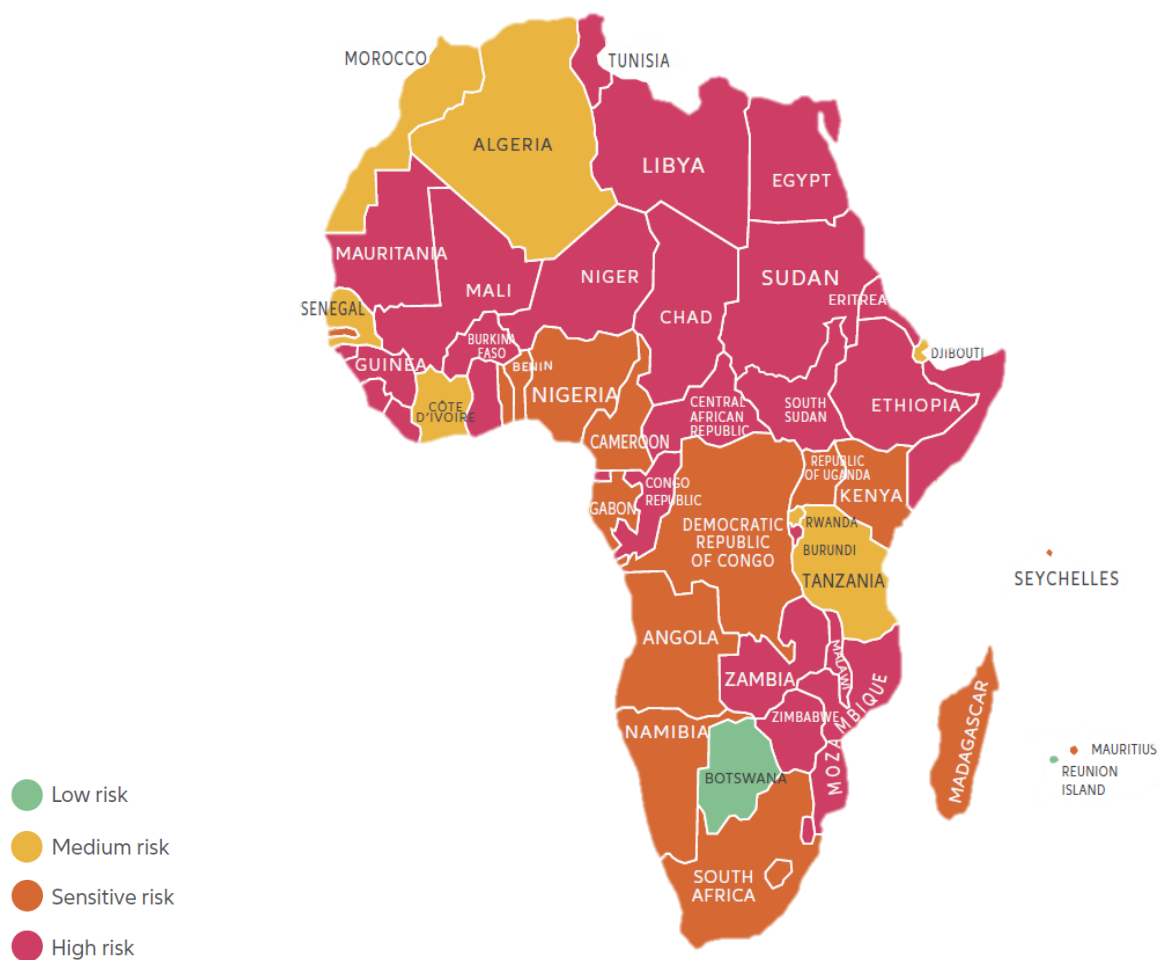 MOROCCO
TUNISIA
ALGERIA
LIBYA
EGYPT
MAURITANIA
MALI
NIGER
SUDAN
ERITREA
SENEGAL
CHAD
BURKINA
FASO
DJIBOUTI
GUINEA
BENIN
NIGERIA
CÔTE
D'IVOIRE
CENTRAL
AFRICAN
REPUBLIC
SOUTH
SUDAN
ETHIOPIA
CAMEROON
REPUBLIC
OF UGANDA
CONGO
REPUBLIC
KENYA
GABON
DEMOCRATIC
REPUBLIC
OF CONGO
RWANDA
BURUNDI
TANZANIA
SEYCHELLES
ANGOLA
MALAWI
ZAMBIA
ZIMBABWE
MOZAMBIQUE
NAMIBIA
MADAGASCAR
MAURITIUS
REUNION
ISLAND
BOTSWANA
SOUTH
AFRICA
Low risk
Medium risk
Sensitive risk
High risk